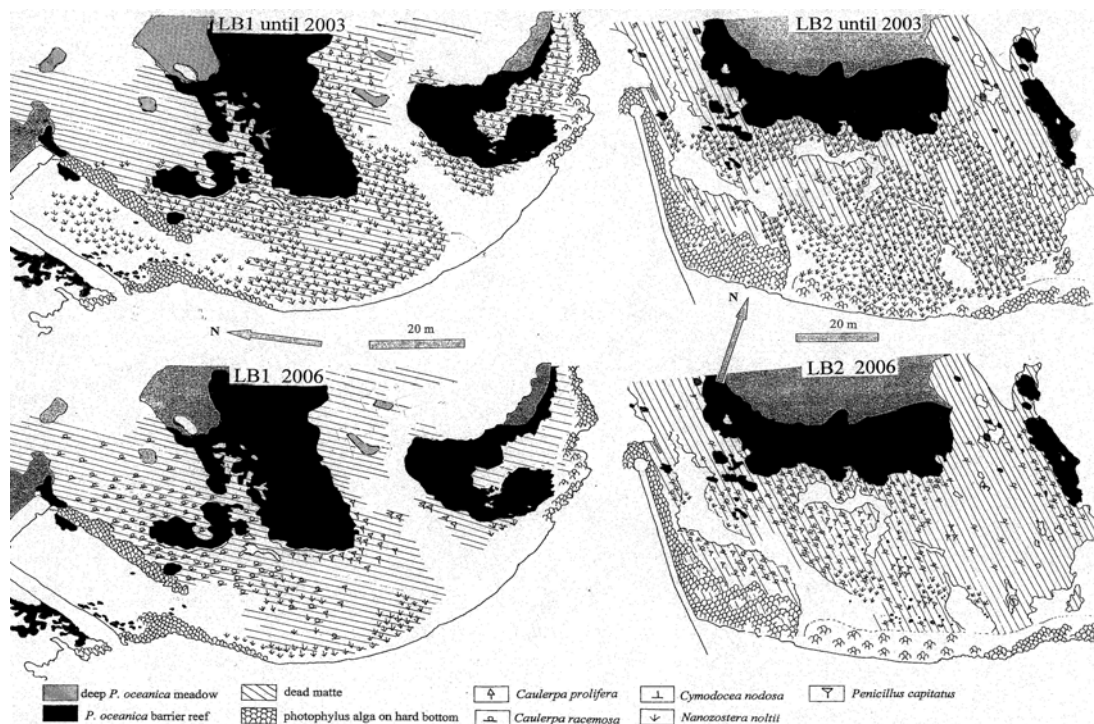 LB1 until 2003
LB2 until 2003
N
20 m
N
20 m
LB1 2006
LB2 2006
deep P. oceanica meadow
dead matte
Caulerpa prolifera
Cymodocea nodosa
Penicillus capitatus
P. oceanica barrier reef
photophylus alga on hard bottom
Caulerpa racemosa
Nanozostera noltii